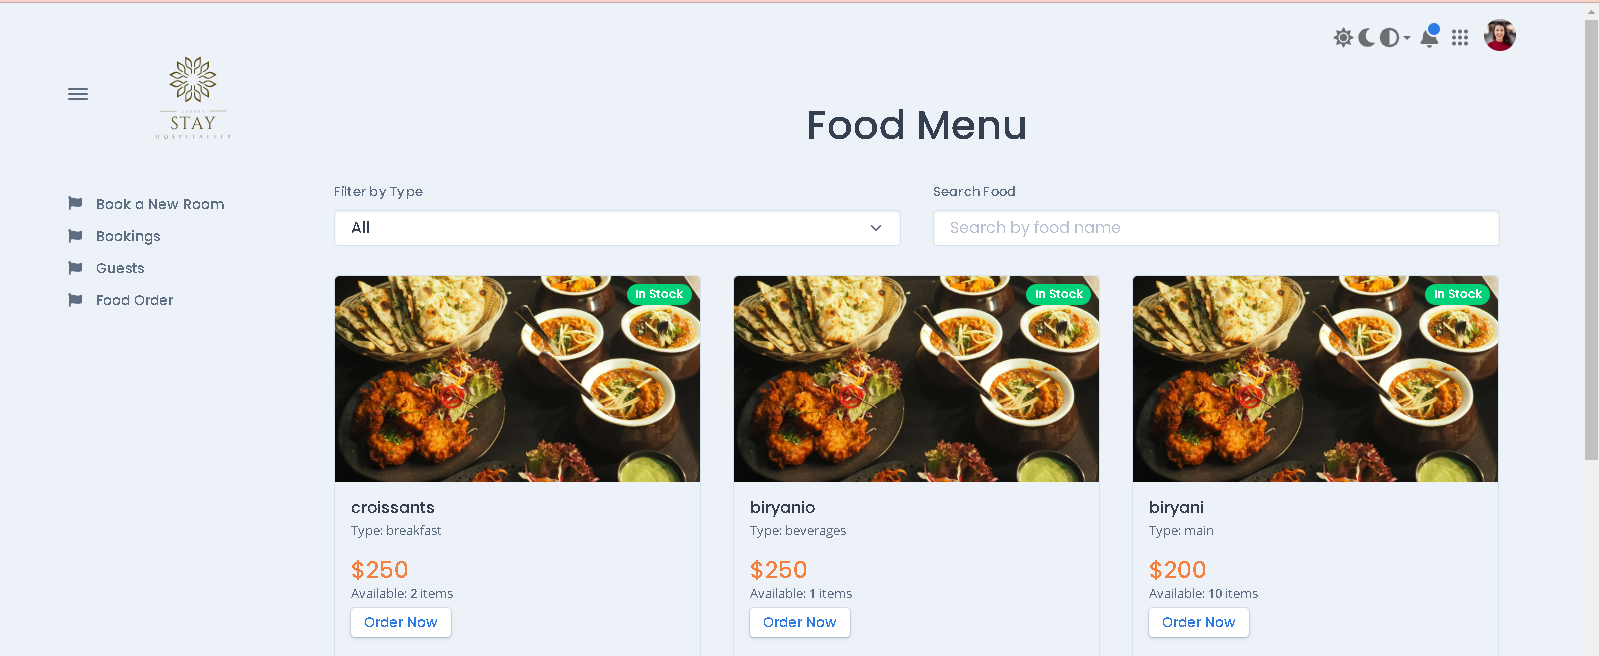 STAY
HOSPITALITY
Food Menu
Book a New Room
Bookings
Guests
Food Order
Filter by Type
Search Food
All
Search by food name
In Stock
In Stock
In Stock
croissants
Type: breakfast
$250
Available: 2 items
Order Now
biryanio
Type: beverages
$250
Available: 1 items
Order Now
biryani
Type: main
$200
Available: 10 items
Order Now